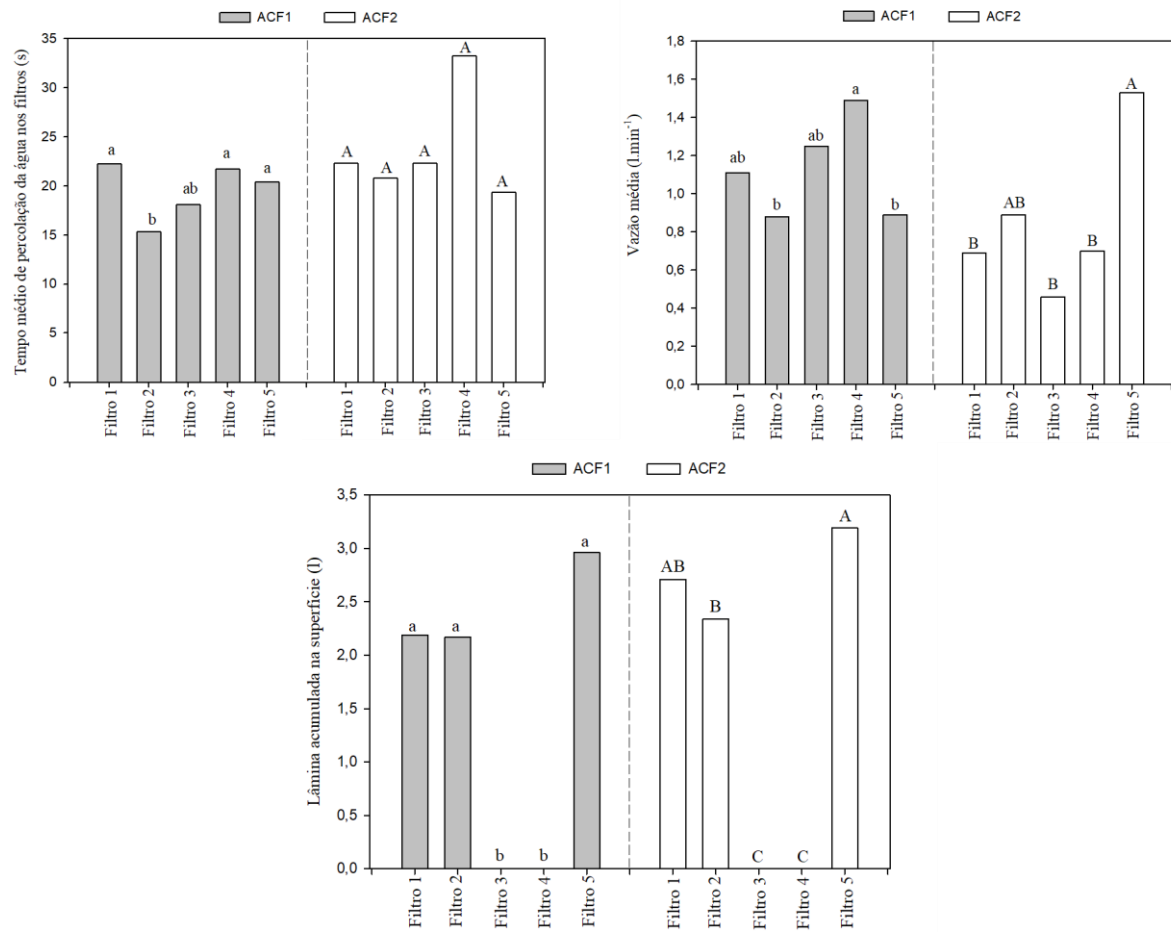 ACF1 ACF2
Tempo médio de percolação da água nos filtros (s)
35
30
25
20
15
10
5
0
a b ab a a A A A A A
Filtro 1 Filtro 2 Filtro 3 Filtro 4 Filtro 5 Filtro 1 Filtro 2 Filtro 3 Filtro 4 Filtro 5
ACF1 ACF2
Vazão média (l.min⁻¹)
1,8
1,6
1,4
1,2
1,0
0,8
0,6
0,4
0,2
0,0
ab b ab a b B AB B B A
Filtro 1 Filtro 2 Filtro 3 Filtro 4 Filtro 5 Filtro 1 Filtro 2 Filtro 3 Filtro 4 Filtro 5
ACF1 ACF2
Lâmina acumulada na superfície (l)
3,5
3,0
2,5
2,0
1,5
1,0
0,5
0,0
a a b b a AB B C C A
Filtro 1 Filtro 2 Filtro 3 Filtro 4 Filtro 5 Filtro 1 Filtro 2 Filtro 3 Filtro 4 Filtro 5